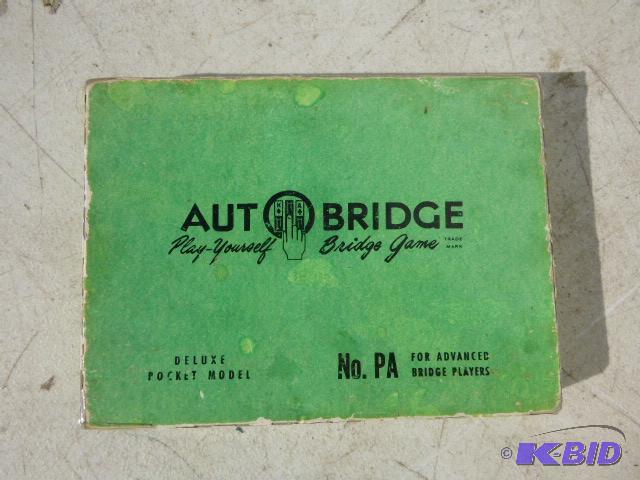 AUTOBRIDGE
Play-Yourself Bridge Game TRADE MARK
DELUXE
POCKET MODEL
No. PA
FOR ADVANCED
BRIDGE PLAYERS
© K-BID